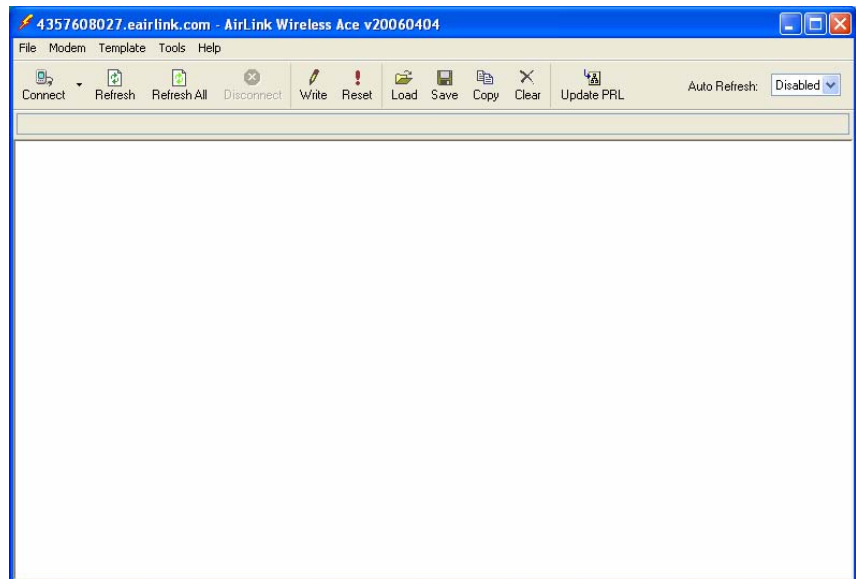 4357608027.eairlink.com - AirLink Wireless Ace v20060404
File Modem Template Tools Help
Connect Refresh Refresh All Disconnect Write Reset Load Save Copy Clear Update PRL Auto Refresh: Disabled